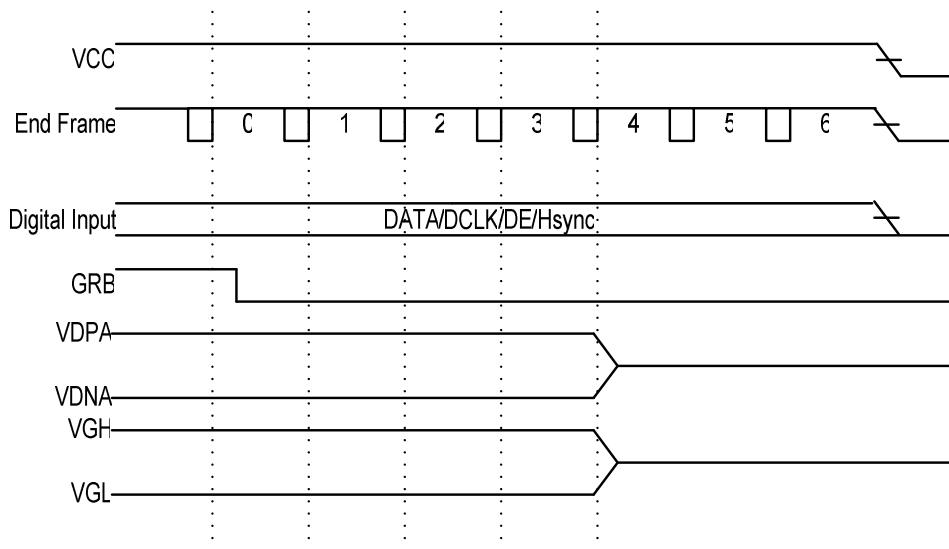 VCC
End Frame 0 1 2 3 4 5 6
Digital Input DATA/DCLK/DE/Hsync
GRB
VDPA
VDNA
VGH
VGL